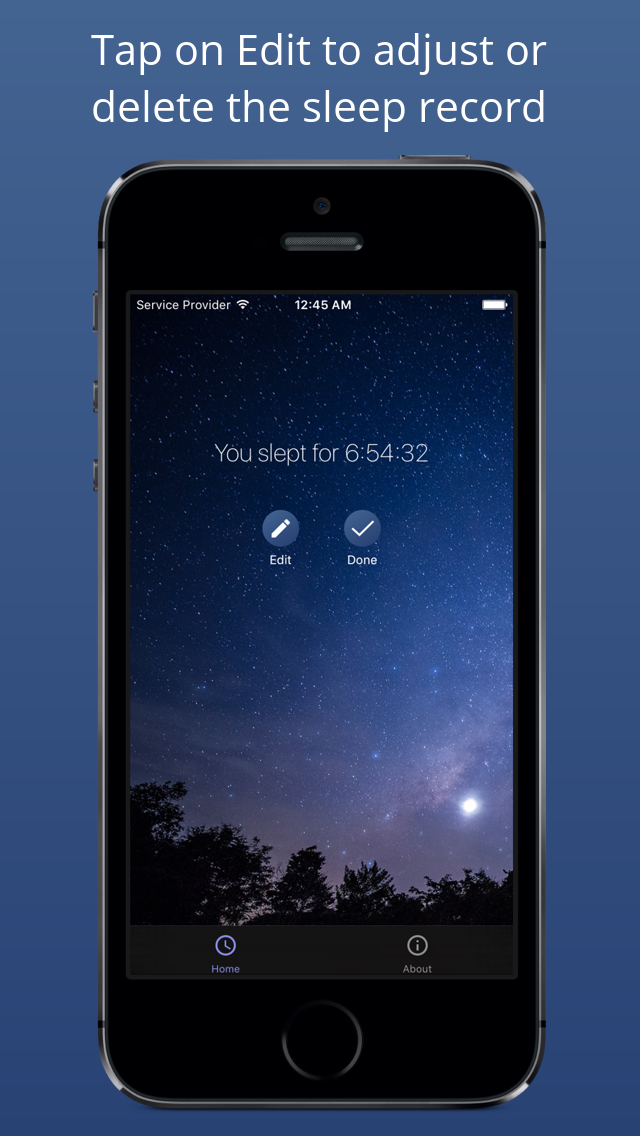 Tap on Edit to adjust or
delete the sleep record
Service Provider 12:45 AM
You slept for 6:54:32
Edit Done
Home About